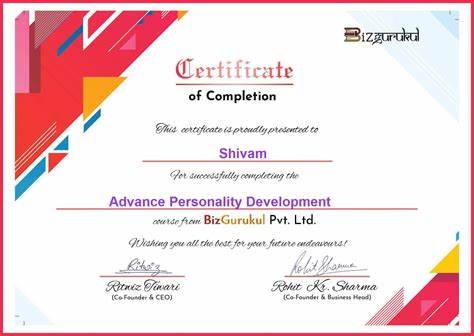 Bizgurukul
Certificate
of Completion
This certificate is proudly presented to
Shivam
For successfully completing the
Advance Personality Development
course from BizGurukul Pvt. Ltd.
Wishing you all the best for your future endeavours!
Ritwiz Tiwari
(Co-Founder & CEO)
Rohit Kr. Sharma
(Co-Founder & Business Head)